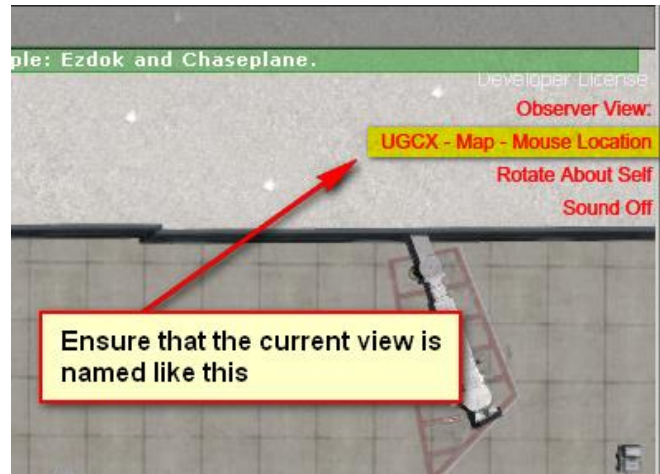 ple: Ezdok and Chaseplane.
Developer License
Observer View:
UGCX - Map - Mouse Location
Rotate About Self
Sound Off
Ensure that the current view is
named like this